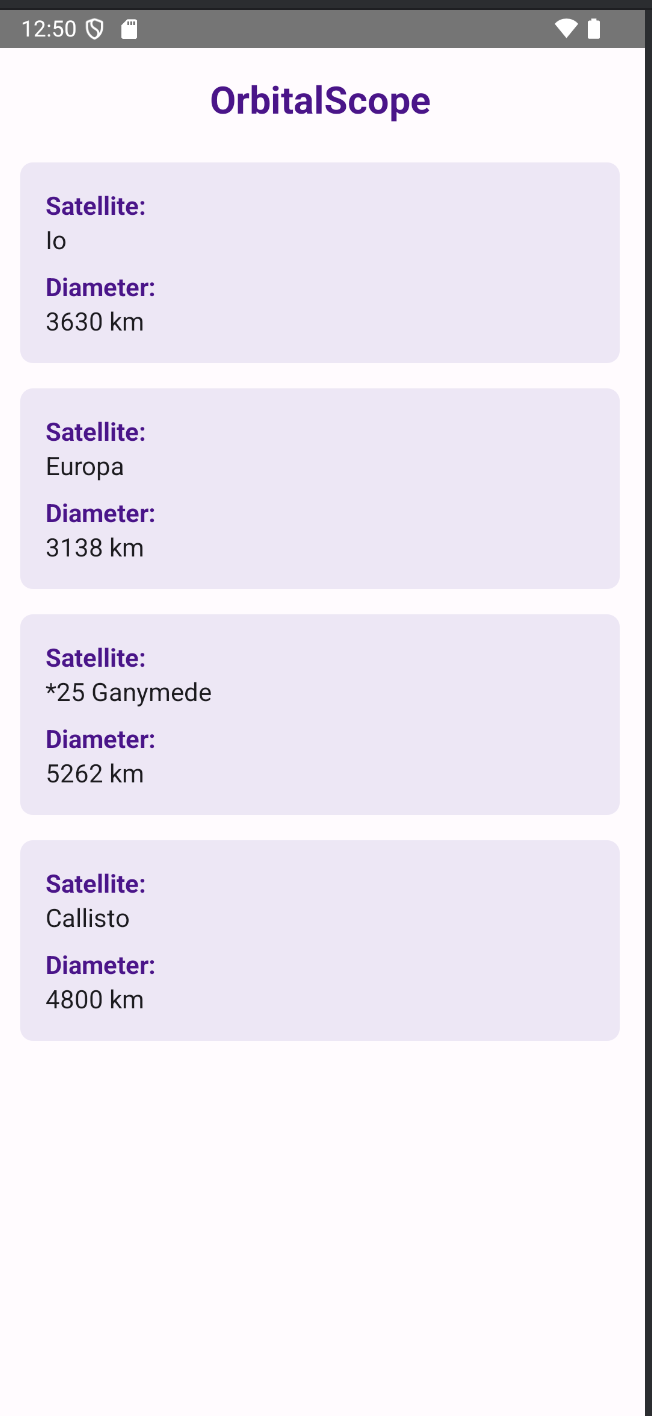 12:50
OrbitalScope
Satellite:
Io
Diameter:
3630 km
Satellite:
Europa
Diameter:
3138 km
Satellite:
*25 Ganymede
Diameter:
5262 km
Satellite:
Callisto
Diameter:
4800 km